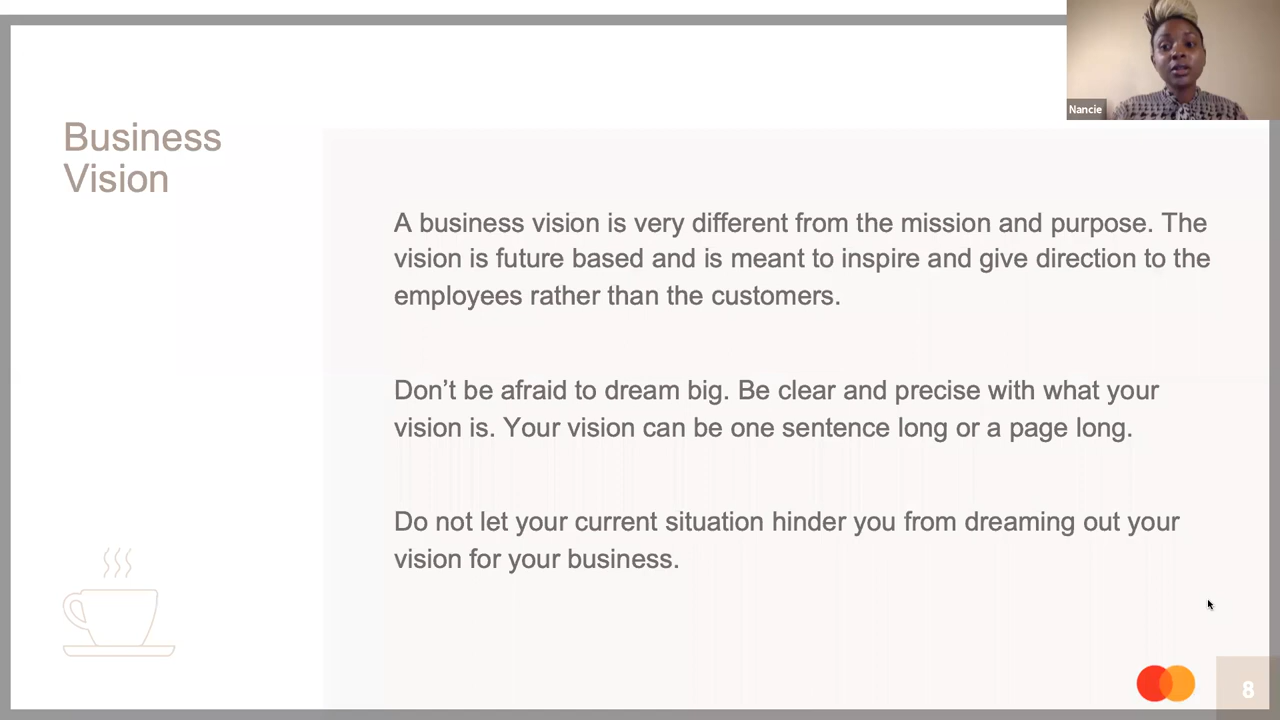 Nancie
Business
Vision
A business vision is very different from the mission and purpose. The
vision is future based and is meant to inspire and give direction to the
employees rather than the customers.
Don’t be afraid to dream big. Be clear and precise with what your
vision is. Your vision can be one sentence long or a page long.
Do not let your current situation hinder you from dreaming out your
vision for your business.
8